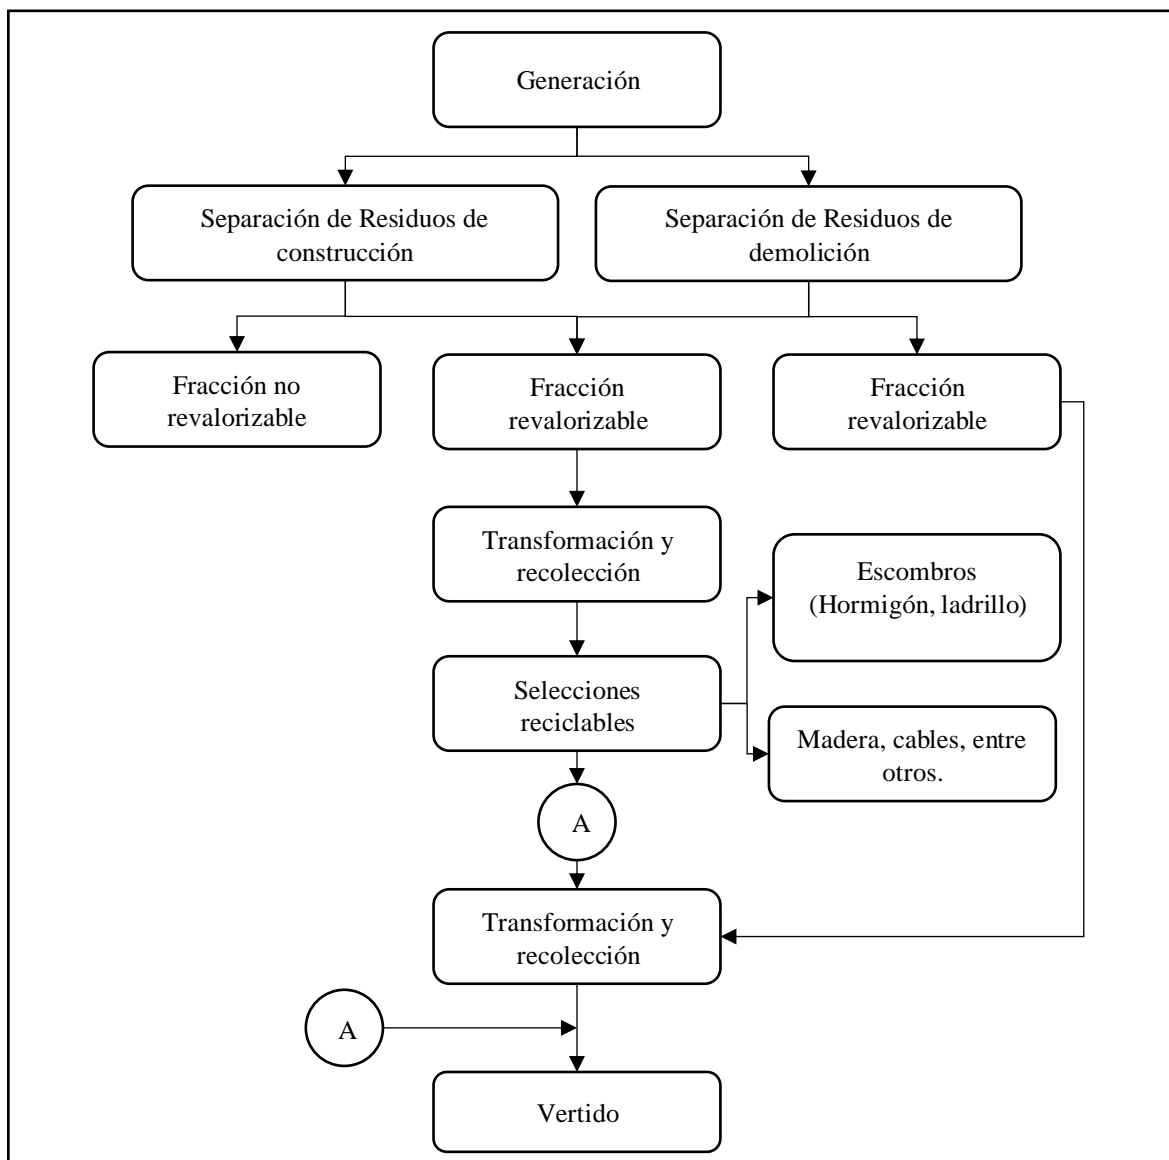 Generación
Separación de Residuos de
construcción
Separación de Residuos de
demolición
Fracción no
revalorizable
Fracción
revalorizable
Fracción
revalorizable
Transformación y
recolección
Escombros
(Hormigón, ladrillo)
Selecciones
reciclables
Madera, cables, entre
otros.
A
Transformación y
recolección
A
Vertido